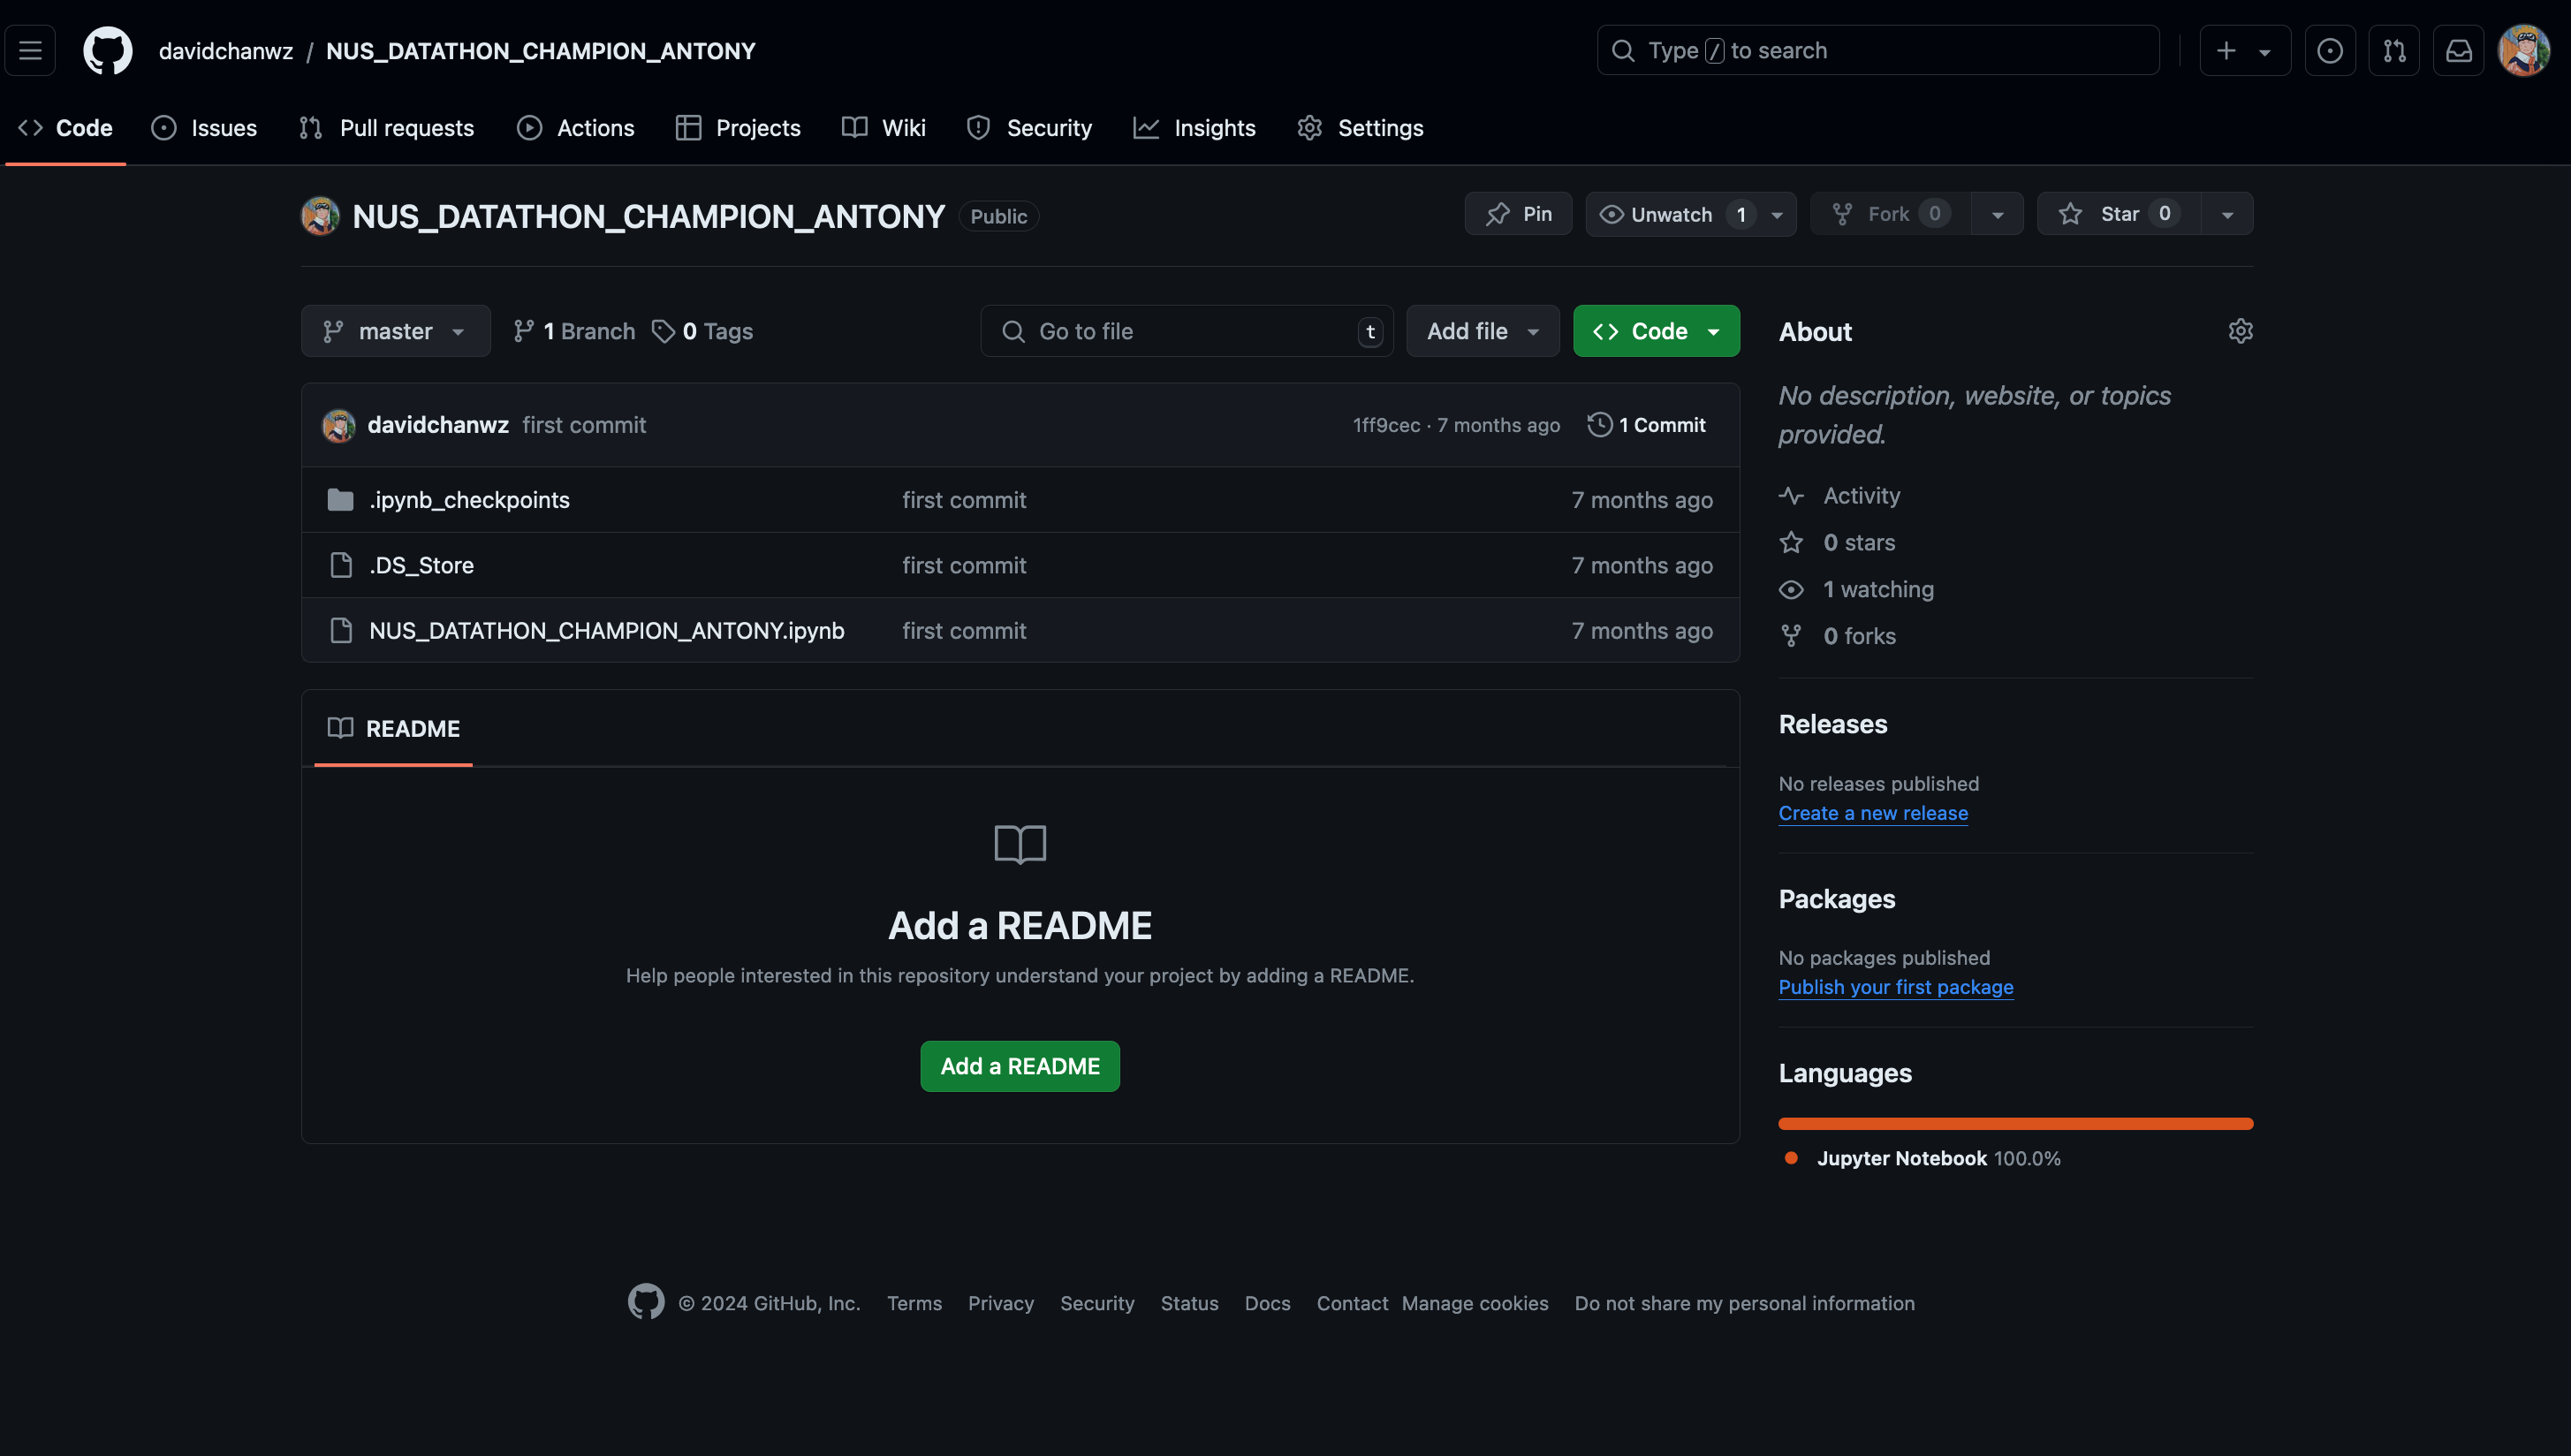 davidchanwz / NUS_DATATHON_CHAMPION_ANTONY
Type / to search
Code Issues Pull requests Actions Projects Wiki Security Insights Settings
NUS_DATATHON_CHAMPION_ANTONY Public
Pin Unwatch 1 Fork 0 Star 0
master 1 Branch 0 Tags
Go to file t Add file Code
davidchanwz first commit 1ff9cec · 7 months ago 1 Commit
.ipynb_checkpoints first commit 7 months ago
.DS_Store first commit 7 months ago
NUS_DATATHON_CHAMPION_ANTONY.ipynb first commit 7 months ago
README
Add a README
Help people interested in this repository understand your project by adding a README.
Add a README
About
No description, website, or topics
provided.
Activity
0 stars
1 watching
0 forks
Releases
No releases published
Create a new release
Packages
No packages published
Publish your first package
Languages
Jupyter Notebook 100.0%
© 2024 GitHub, Inc. Terms Privacy Security Status Docs Contact Manage cookies Do not share my personal information